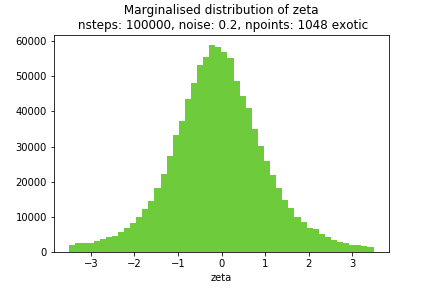 Marginalised distribution of zeta
nsteps: 100000, noise: 0.2, npoints: 1048 exotic
60000
50000
40000
30000
20000
10000
0
−3 −2 −1 0 1 2 3
zeta